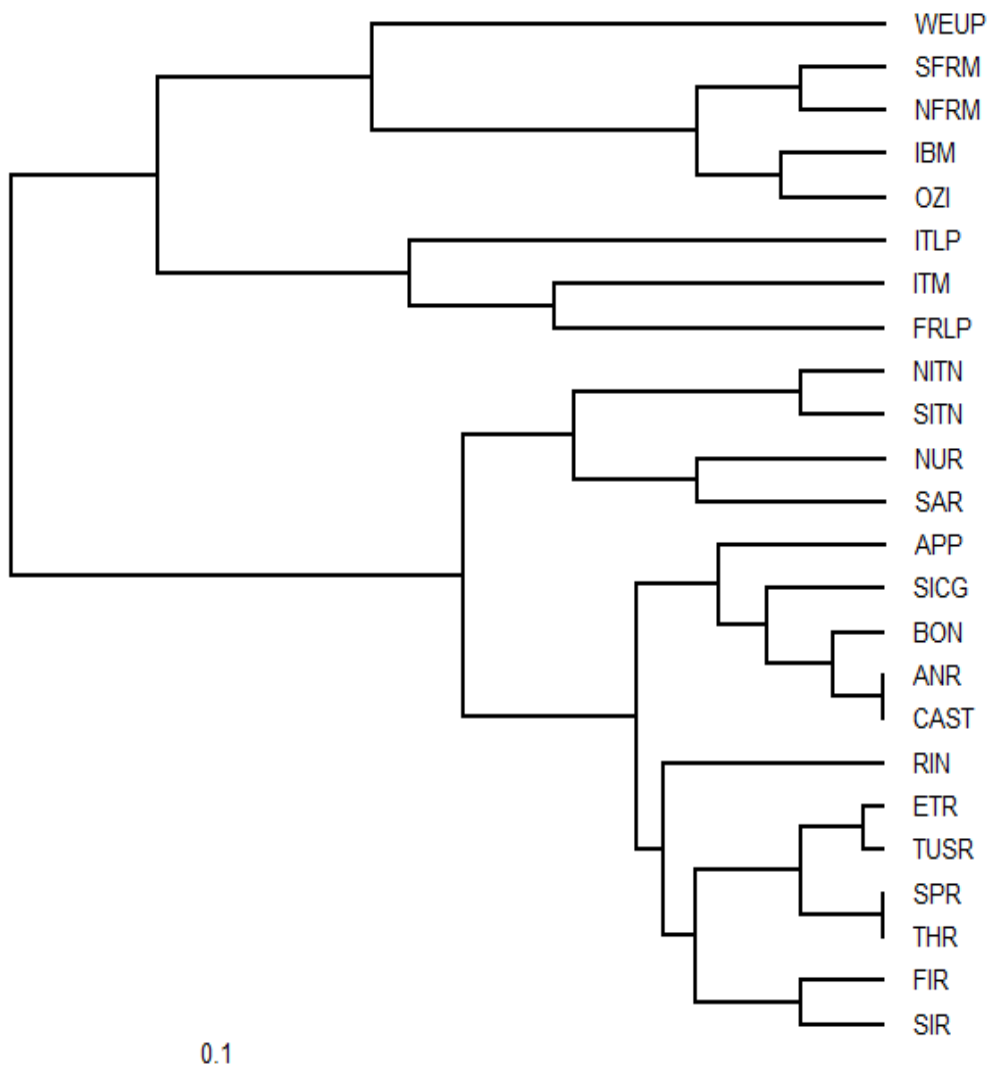 WEUP
SFRM
NFRM
IBM
OZI
ITLP
ITM
FRLP
NITN
SITN
NUR
SAR
APP
SICG
BON
ANR
CAST
RIN
ETR
TUSR
SPR
THR
FIR
SIR
0.1